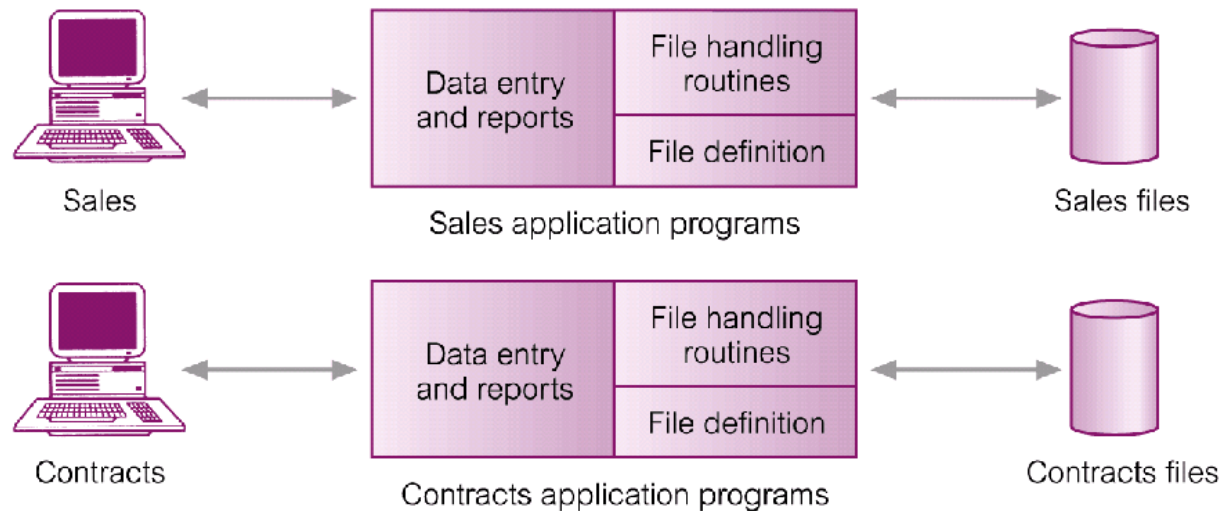 Data entry
and reports
File handling
routines
File definition
Sales
Sales application programs
Sales files
Data entry
and reports
File handling
routines
File definition
Contracts
Contracts application programs
Contracts files